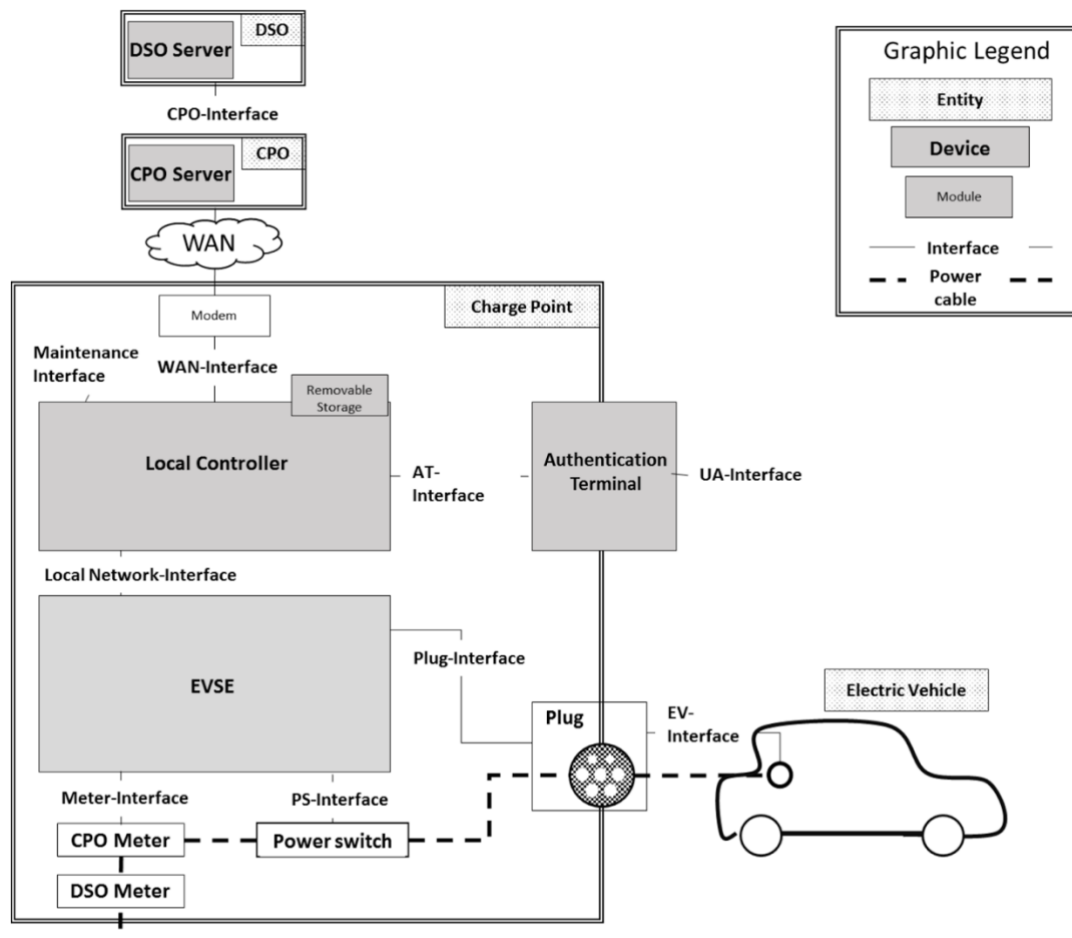 DSO
DSO Server
CPO-Interface
CPO
CPO Server
WAN
Charge Point
Modem
Maintenance
Interface
WAN-Interface
Removable
Storage
Local Controller
AT-
Interface
Authentication
Terminal
UA-Interface
Local Network-Interface
EVSE
Plug-Interface
Plug
EV-
Interface
Electric Vehicle
Meter-Interface
PS-Interface
CPO Meter
Power switch
DSO Meter
Graphic Legend
Entity
Device
Module
Interface
Power
cable